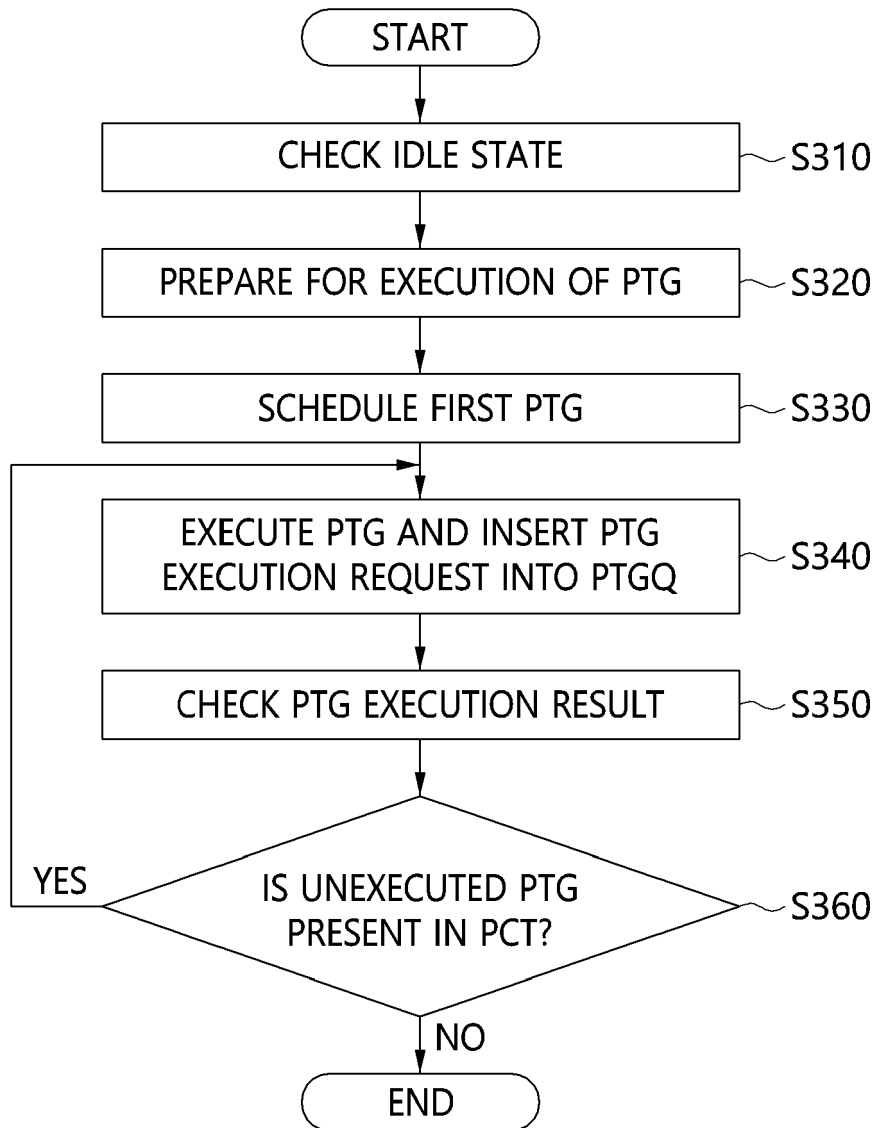 START
CHECK IDLE STATE
S310
PREPARE FOR EXECUTION OF PTG
S320
SCHEDULE FIRST PTG
S330
EXECUTE PTG AND INSERT PTG
EXECUTION REQUEST INTO PTGQ
S340
CHECK PTG EXECUTION RESULT
S350
YES
IS UNEXECUTED PTG
PRESENT IN PCT?
S360
NO
END